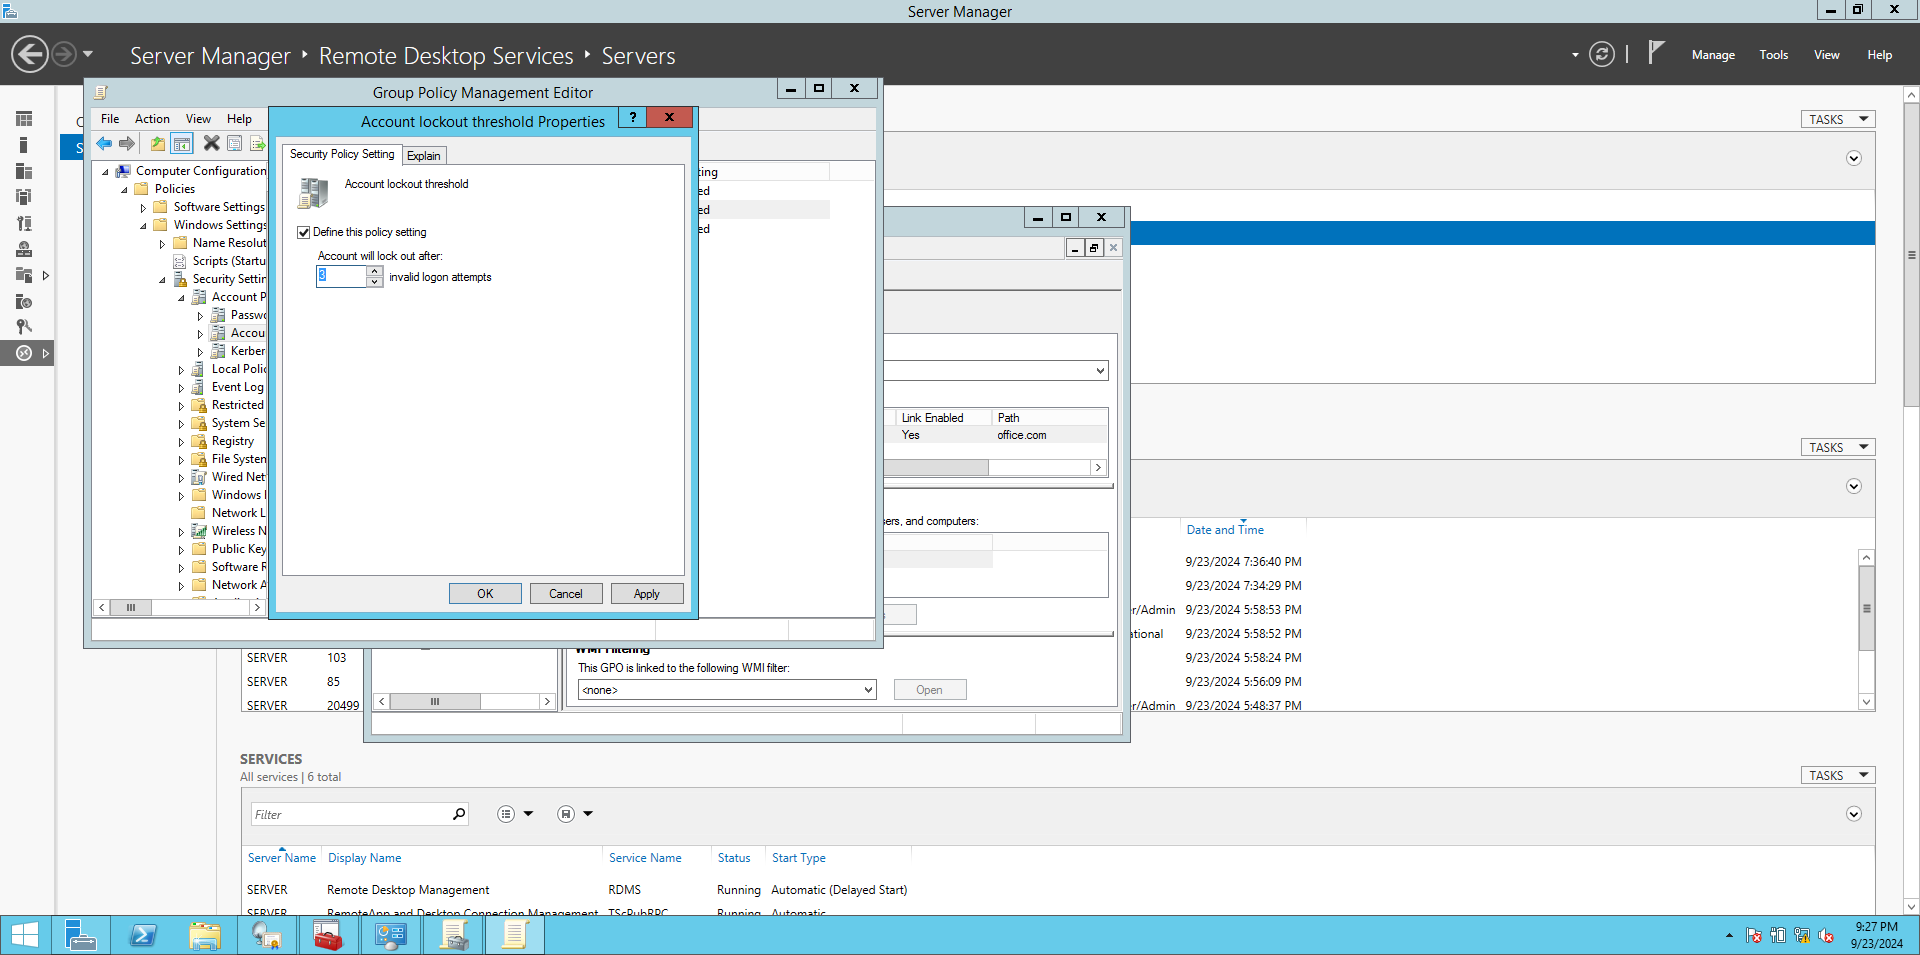 Server Manager
Server Manager ‣ Remote Desktop Services ‣ Servers
Manage
Tools
View
Help
Group Policy Management Editor
File
Action
View
Help
Account lockout threshold Properties
?
Security Policy Setting
Explain
Account lockout threshold
Define this policy setting
Account will lock out after:
3
invalid logon attempts
OK
Cancel
Apply
Computer Configuration
Policies
Software Settings
Windows Settings
Name Resolut
Scripts (Startu
Security Settin
Account P
Passwo
Accou
Kerber
Local Polic
Event Log
Restricted
System Se
Registry
File System
Wired Net
Windows
Network L
Wireless N
Public Key
Software R
Network A
ting
ed
ed
ed
TASKS
Link Enabled
Path
Yes
office.com
sers, and computers:
WMI Filtering
This GPO is linked to the following WMI filter:
<none>
Open
TASKS
Date and Time
9/23/2024 7:36:40 PM
9/23/2024 7:34:29 PM
r/Admin 9/23/2024 5:58:53 PM
ational 9/23/2024 5:58:52 PM
SERVER 103 9/23/2024 5:58:24 PM
SERVER 85 9/23/2024 5:56:09 PM
SERVER 20499 r/Admin 9/23/2024 5:48:37 PM
SERVICES
All services | 6 total
TASKS
Filter
Server Name Display Name Service Name Status Start Type
SERVER Remote Desktop Management RDMS Running Automatic (Delayed Start)
SERVER RemoteApp and Desktop Connection Management TScPubRPC Running Automatic
9:27 PM
9/23/2024